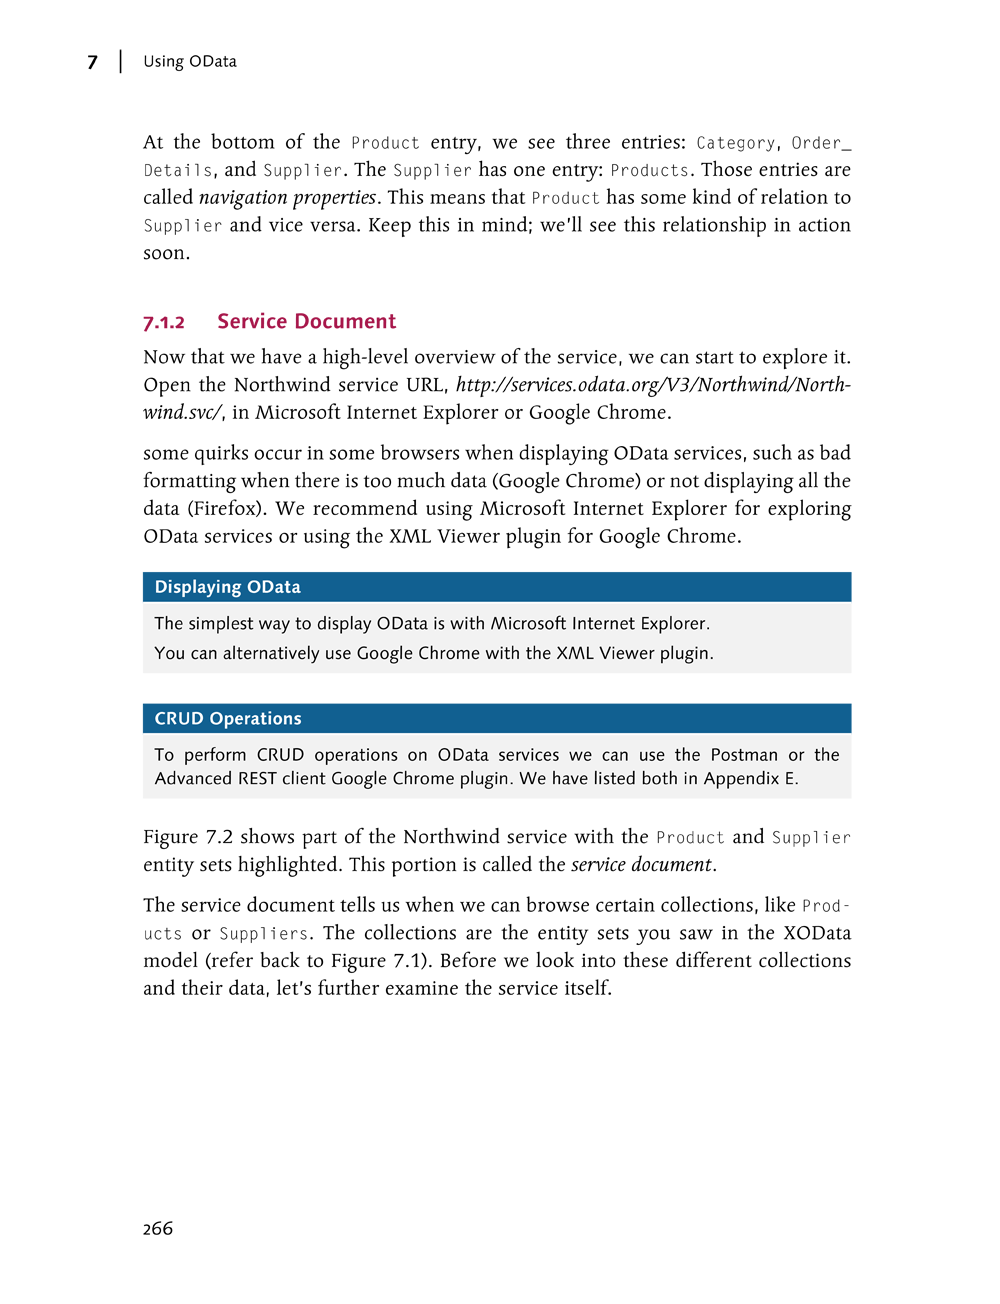 7 | Using OData
At the bottom of the Product entry, we see three entries: Category, Order_
Details, and Supplier. The Supplier has one entry: Products. Those entries are
called navigation properties. This means that Product has some kind of relation to
Supplier and vice versa. Keep this in mind; we'll see this relationship in action
soon.
7.1.2 Service Document
Now that we have a high-level overview of the service, we can start to explore it.
Open the Northwind service URL, http://services.odata.org/V3/Northwind/North-
wind.svc/, in Microsoft Internet Explorer or Google Chrome.
some quirks occur in some browsers when displaying OData services, such as bad
formatting when there is too much data (Google Chrome) or not displaying all the
data (Firefox). We recommend using Microsoft Internet Explorer for exploring
OData services or using the XML Viewer plugin for Google Chrome.
Displaying OData
The simplest way to display OData is with Microsoft Internet Explorer.
You can alternatively use Google Chrome with the XML Viewer plugin.
CRUD Operations
To perform CRUD operations on OData services we can use the Postman or the
Advanced REST client Google Chrome plugin. We have listed both in Appendix E.
Figure 7.2 shows part of the Northwind service with the Product and Supplier
entity sets highlighted. This portion is called the service document.
The service document tells us when we can browse certain collections, like Prod-
ucts or Suppliers. The collections are the entity sets you saw in the XOData
model (refer back to Figure 7.1). Before we look into these different collections
and their data, let's further examine the service itself.
266